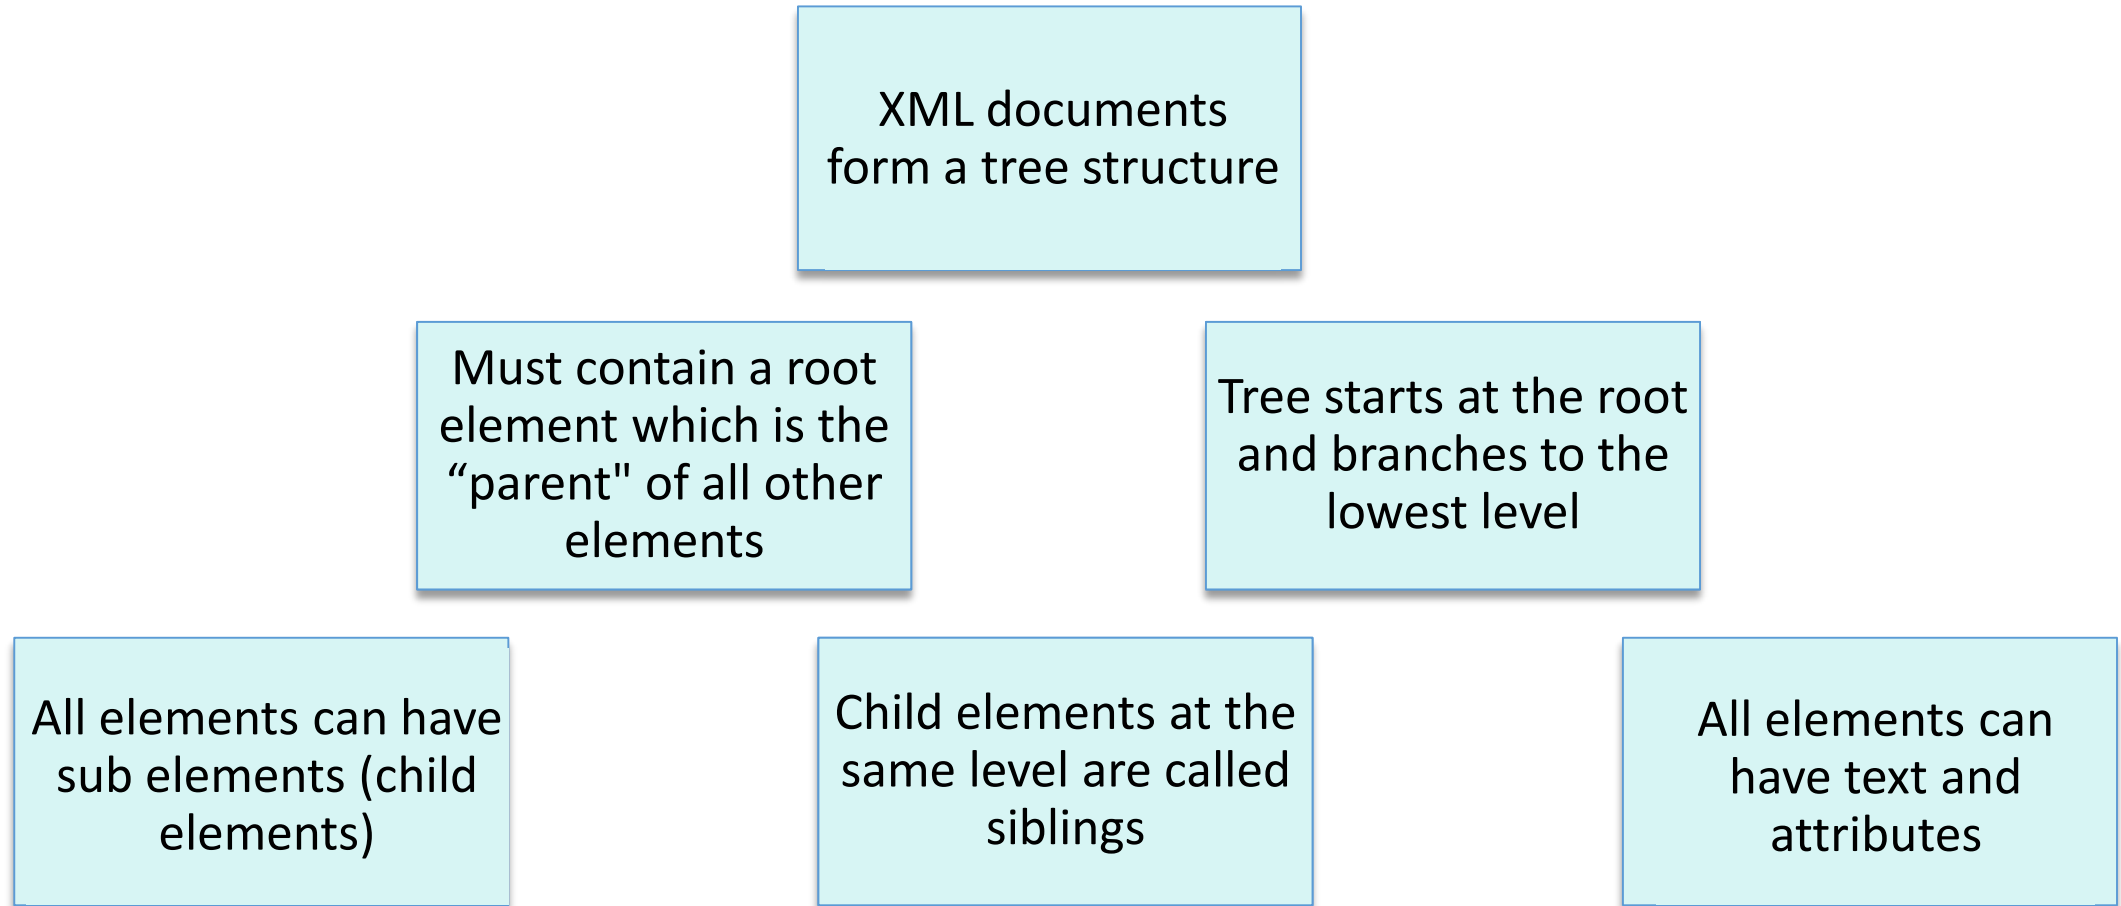 XML documents
form a tree structure
Must contain a root
element which is the
“parent" of all other
elements
Tree starts at the root
and branches to the
lowest level
All elements can have
sub elements (child
elements)
Child elements at the
same level are called
siblings
All elements can
have text and
attributes